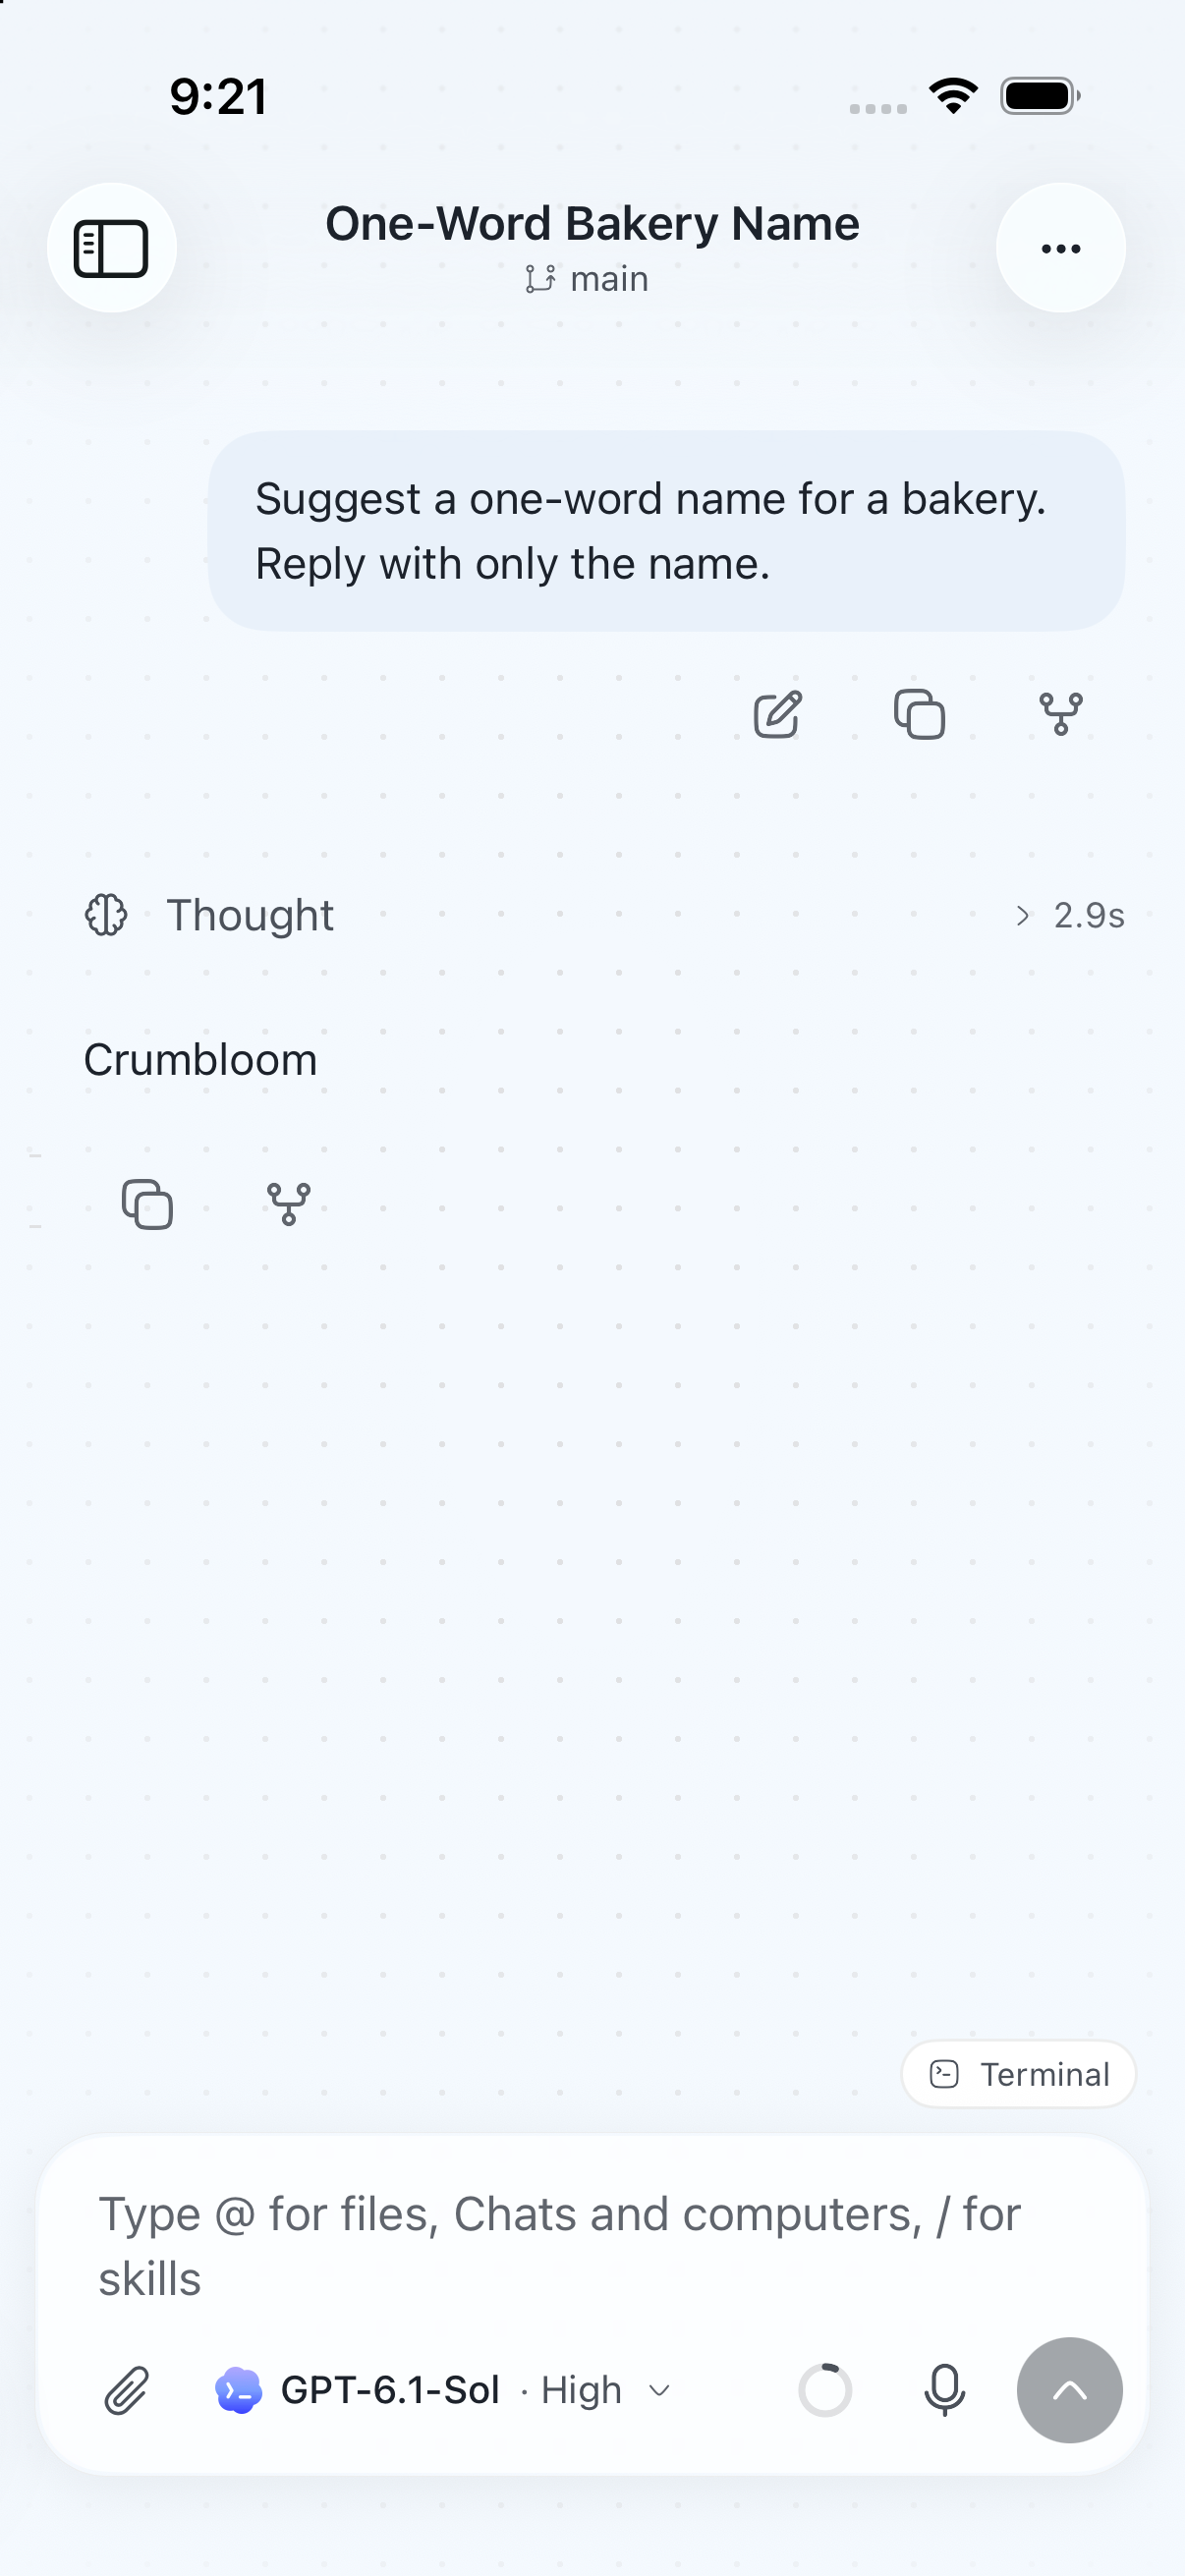 9:21
One-Word Bakery Name
main
Suggest a one-word name for a bakery.
Reply with only the name.
Thought
2.9s
Crumbloom
Terminal
Type @ for files, Chats and computers, / for
skills
GPT-6.1-Sol · High